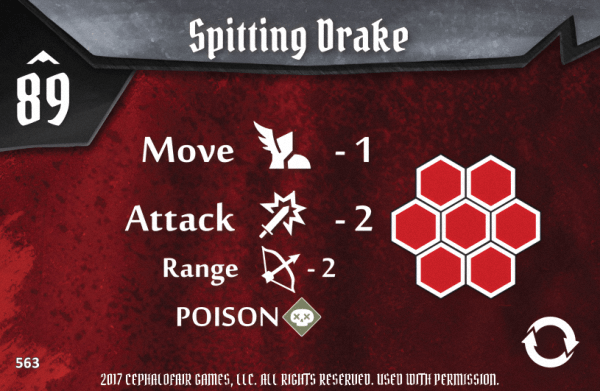 Spitting Drake
89
Move - 1
Attack - 2
Range - 2
POISON
563
2017 CEPHALOFAIR GAMES, LLC. ALL RIGHTS RESERVED. USED WITH PERMISSION.